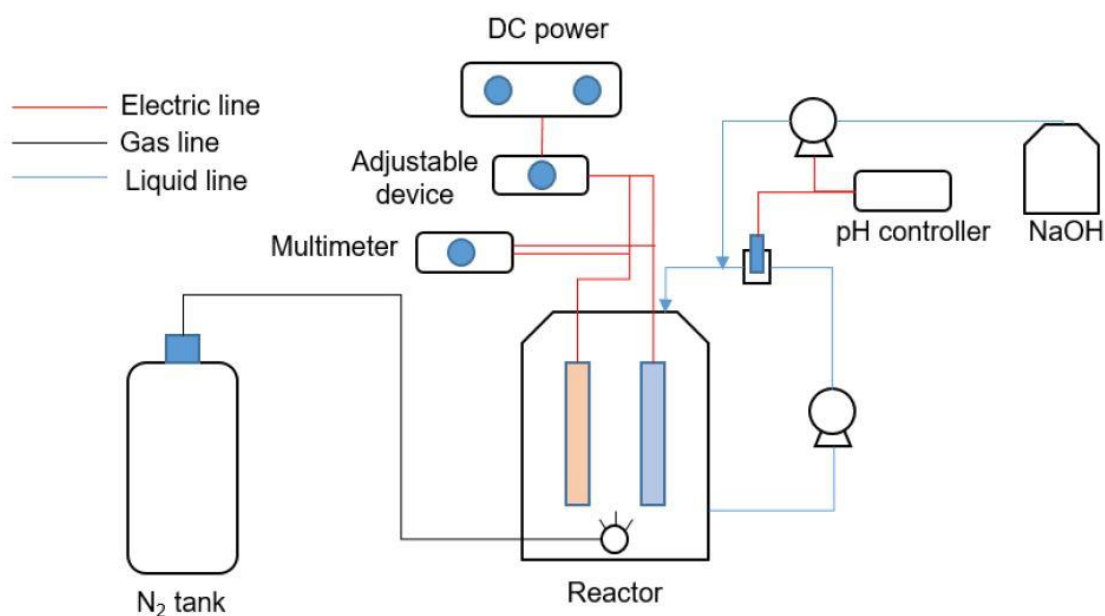 DC power
Electric line
Gas line
Liquid line
Adjustable
device
Multimeter
pH controller
NaOH
Reactor
N₂ tank